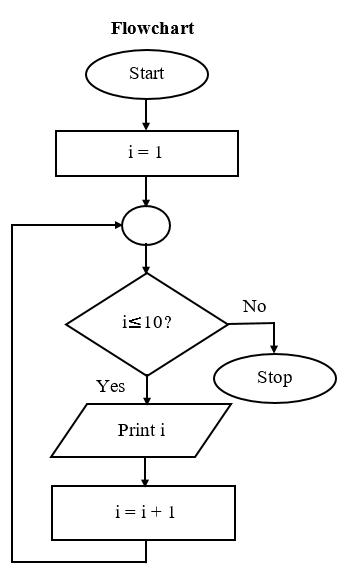 Flowchart
Start
i = 1
i≦10?
No
Stop
Yes
Print i
i = i + 1